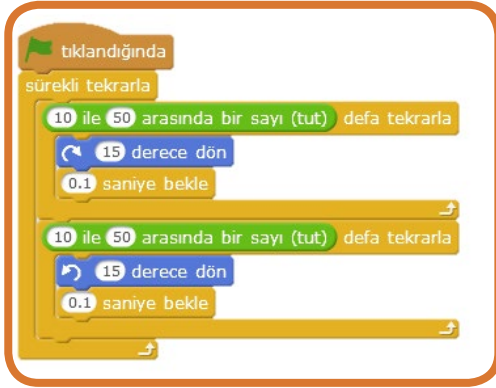 tıklandığında
sürekli tekrarla
10 ile 50 arasında bir sayı (tut) defa tekrarla
15 derece dön
0.1 saniye bekle
10 ile 50 arasında bir sayı (tut) defa tekrarla
15 derece dön
0.1 saniye bekle